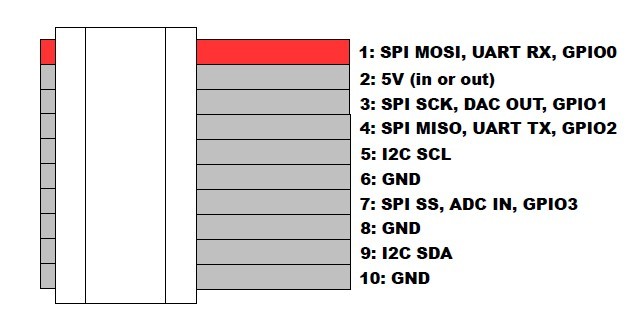 1: SPI MOSI, UART RX, GPIO0
2: 5V (in or out)
3: SPI SCK, DAC OUT, GPIO1
4: SPI MISO, UART TX, GPIO2
5: I2C SCL
6: GND
7: SPI SS, ADC IN, GPIO3
8: GND
9: I2C SDA
10: GND